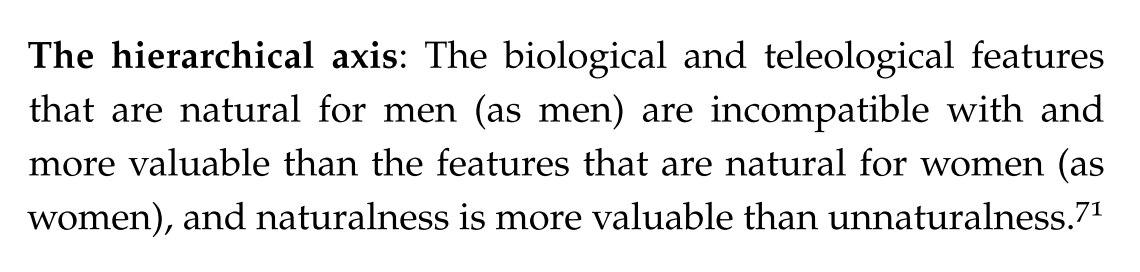 The hierarchical axis: The biological and teleological features
that are natural for men (as men) are incompatible with and
more valuable than the features that are natural for women (as
women), and naturalness is more valuable than unnaturalness.⁷¹